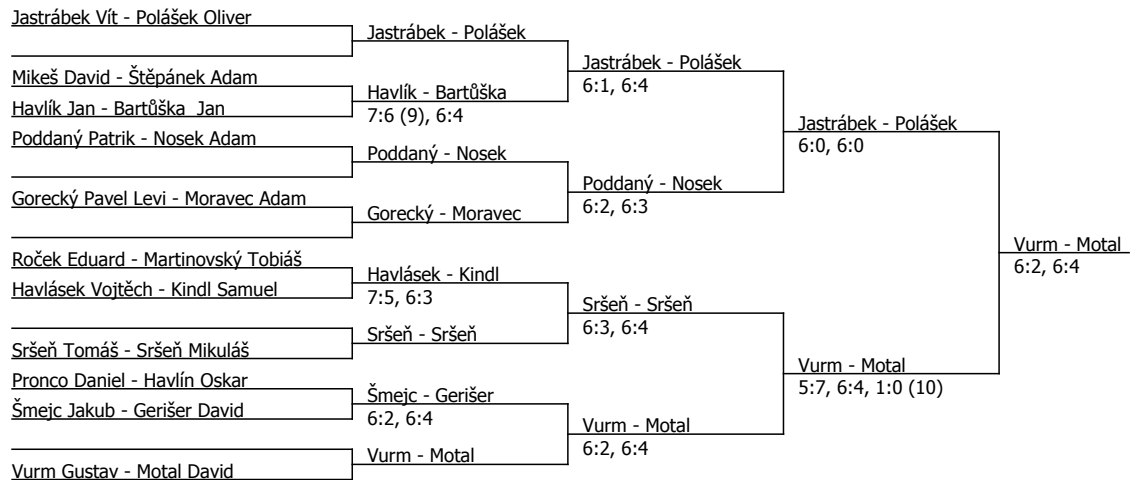 Jastrábek Vít - Polášek Oliver
Mikeš David - Štěpánek Adam
Havlík Jan - Bartůška  Jan
Poddaný Patrik - Nosek Adam
Gorecký Pavel Levi - Moravec Adam
Roček Eduard - Martinovský Tobiáš
Havlásek Vojtěch - Kindl Samuel
Sršeň Tomáš - Sršeň Mikuláš
Pronco Daniel - Havlín Oskar
Šmejc Jakub - Gerišer David
Vurm Gustav - Motal David
Jastrábek - Polášek
Havlík - Bartůška
7:6 (9), 6:4
Poddaný - Nosek
Gorecký - Moravec
Havlásek - Kindl
7:5, 6:3
Sršeň - Sršeň
Šmejc - Gerišer
6:2, 6:4
Vurm - Motal
Jastrábek - Polášek
6:1, 6:4
Poddaný - Nosek
6:2, 6:3
Sršeň - Sršeň
6:3, 6:4
Vurm - Motal
6:2, 6:4
Jastrábek - Polášek
6:0, 6:0
Vurm - Motal
5:7, 6:4, 1:0 (10)
Vurm - Motal
6:2, 6:4